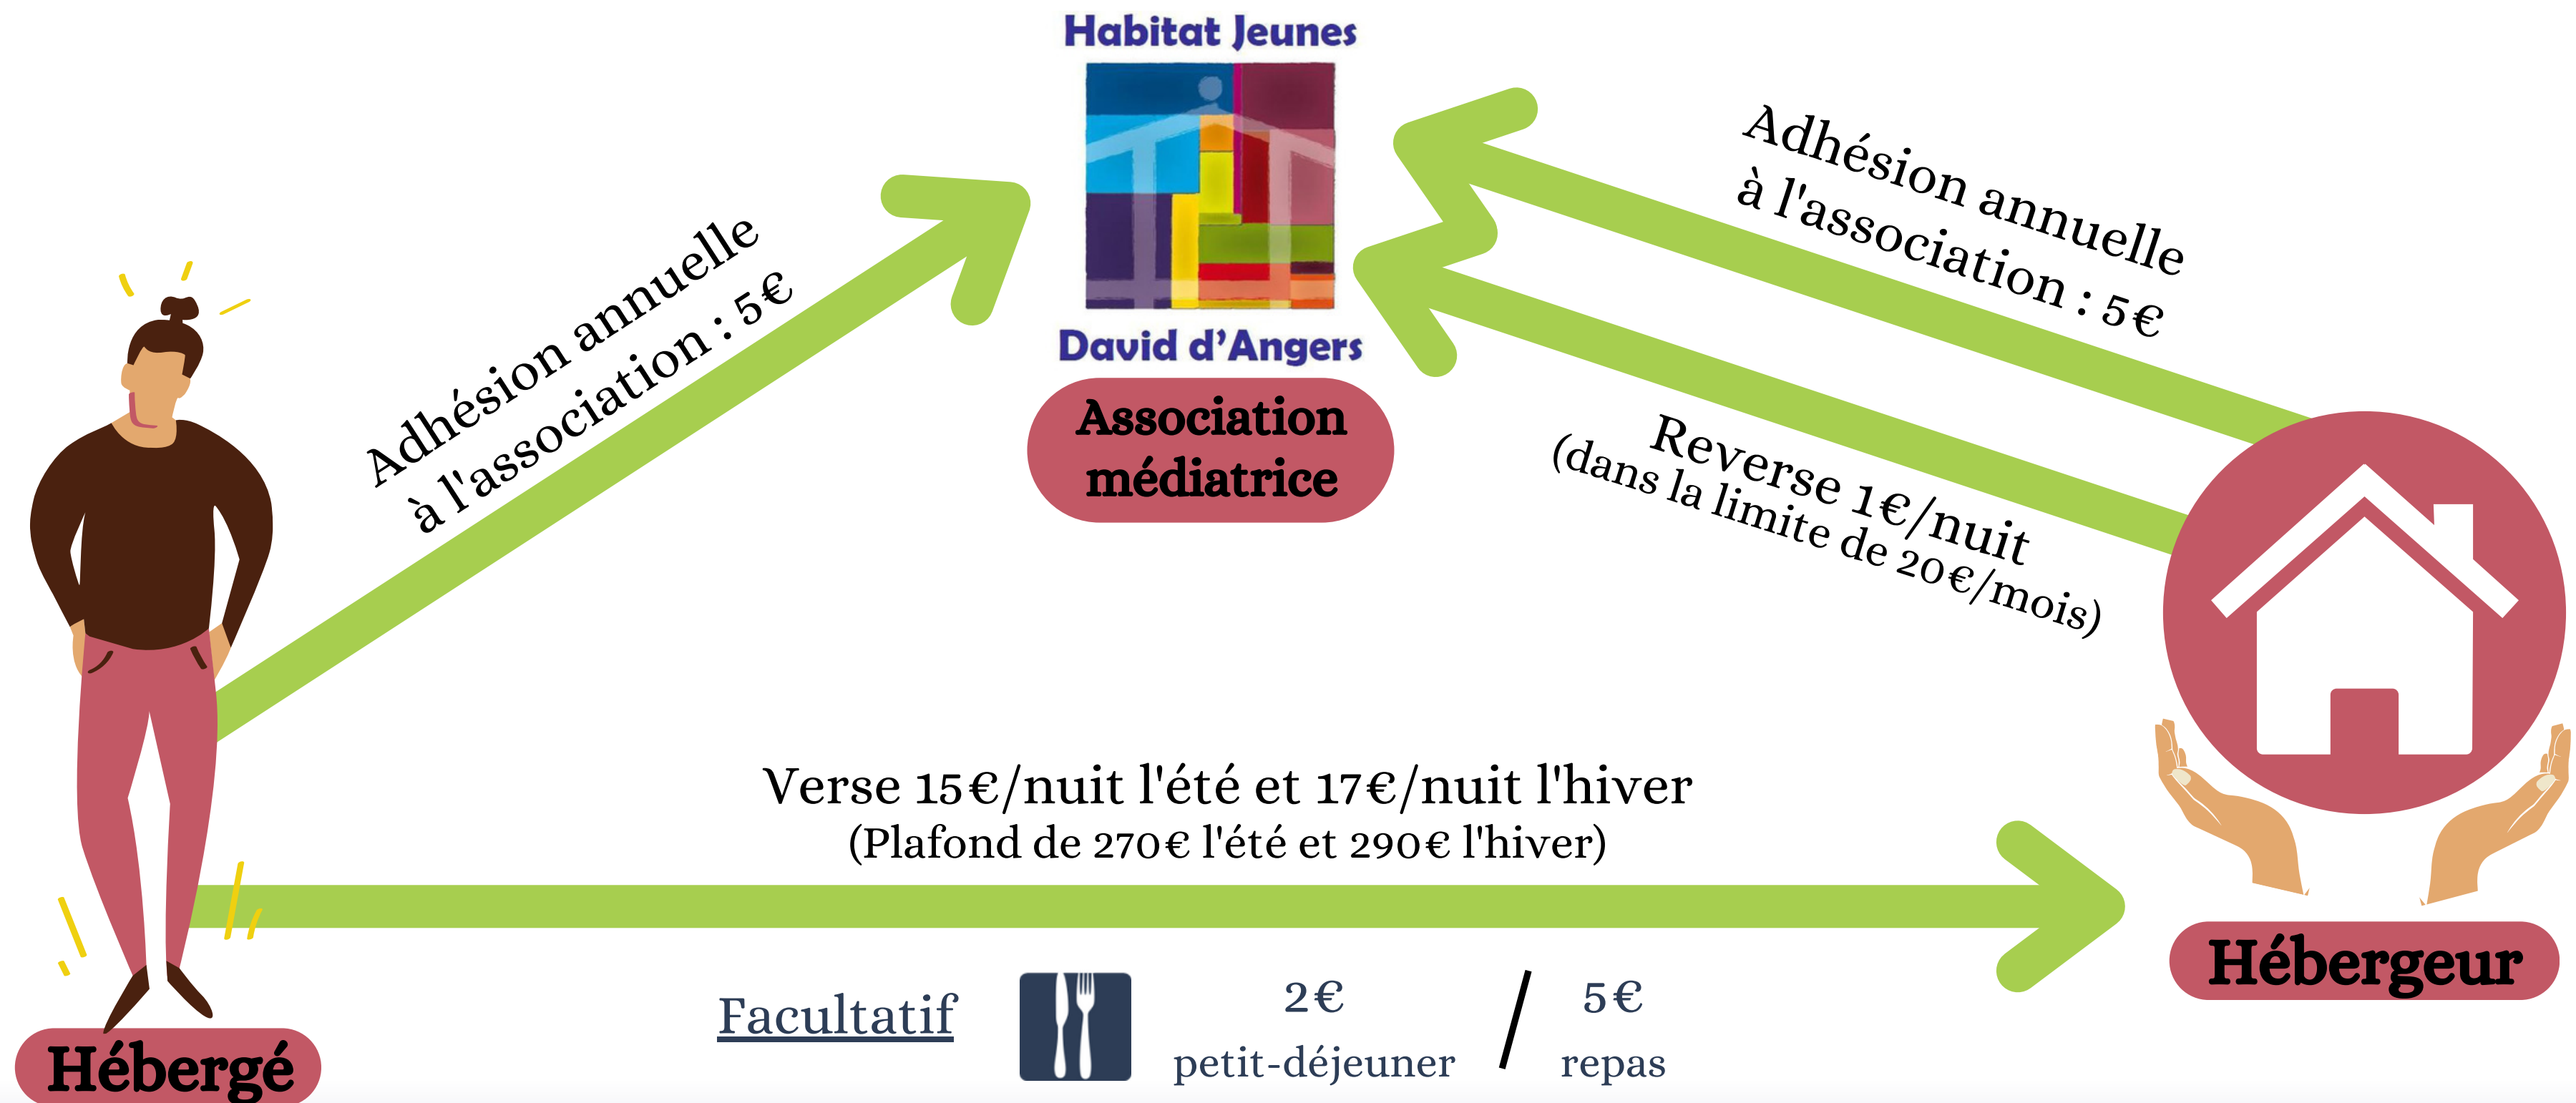 Habitat Jeunes
David d'Angers
Association
médiatrice
Adhésion annuelle
à l'association : 5€
Adhésion annuelle
à l'association : 5€
Reverse 1€/nuit
(dans la limite de 20€/mois)
Verse 15€/nuit l'été et 17€/nuit l'hiver
(Plafond de 270€ l'été et 290€ l'hiver)
Facultatif
2€ / 5€
petit-déjeuner repas
Hébergé
Hébergeur